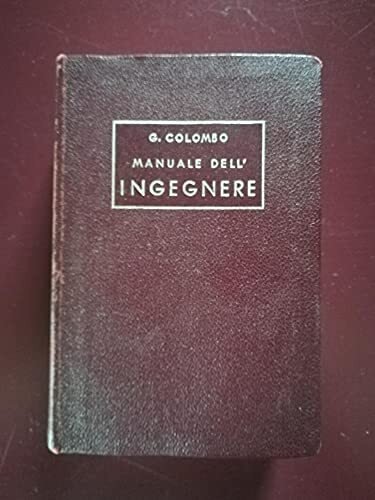 G. COLOMBO
MANUALE DELL'
INGEGNERE